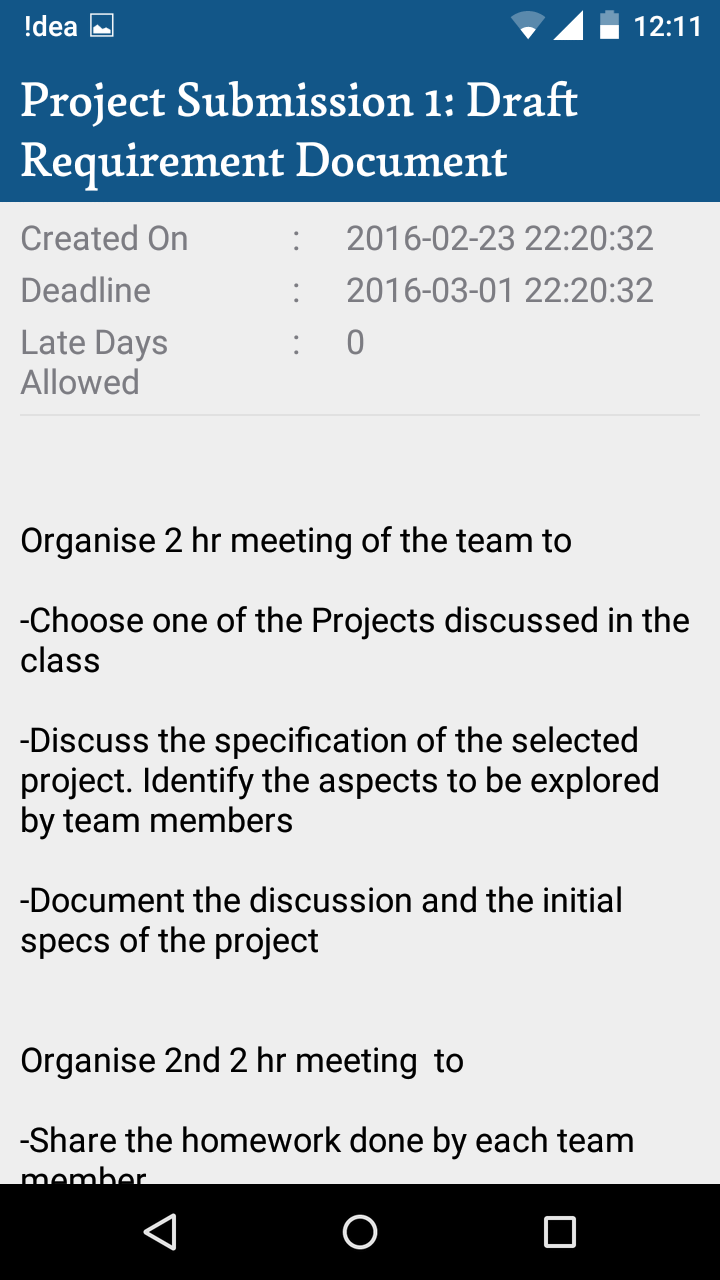 !dea 12:11
Project Submission 1: Draft
Requirement Document
Created On : 2016-02-23 22:20:32
Deadline : 2016-03-01 22:20:32
Late Days : 0
Allowed
Organise 2 hr meeting of the team to
-Choose one of the Projects discussed in the
class
-Discuss the specification of the selected
project. Identify the aspects to be explored
by team members
-Document the discussion and the initial
specs of the project
Organise 2nd 2 hr meeting  to
-Share the homework done by each team
member